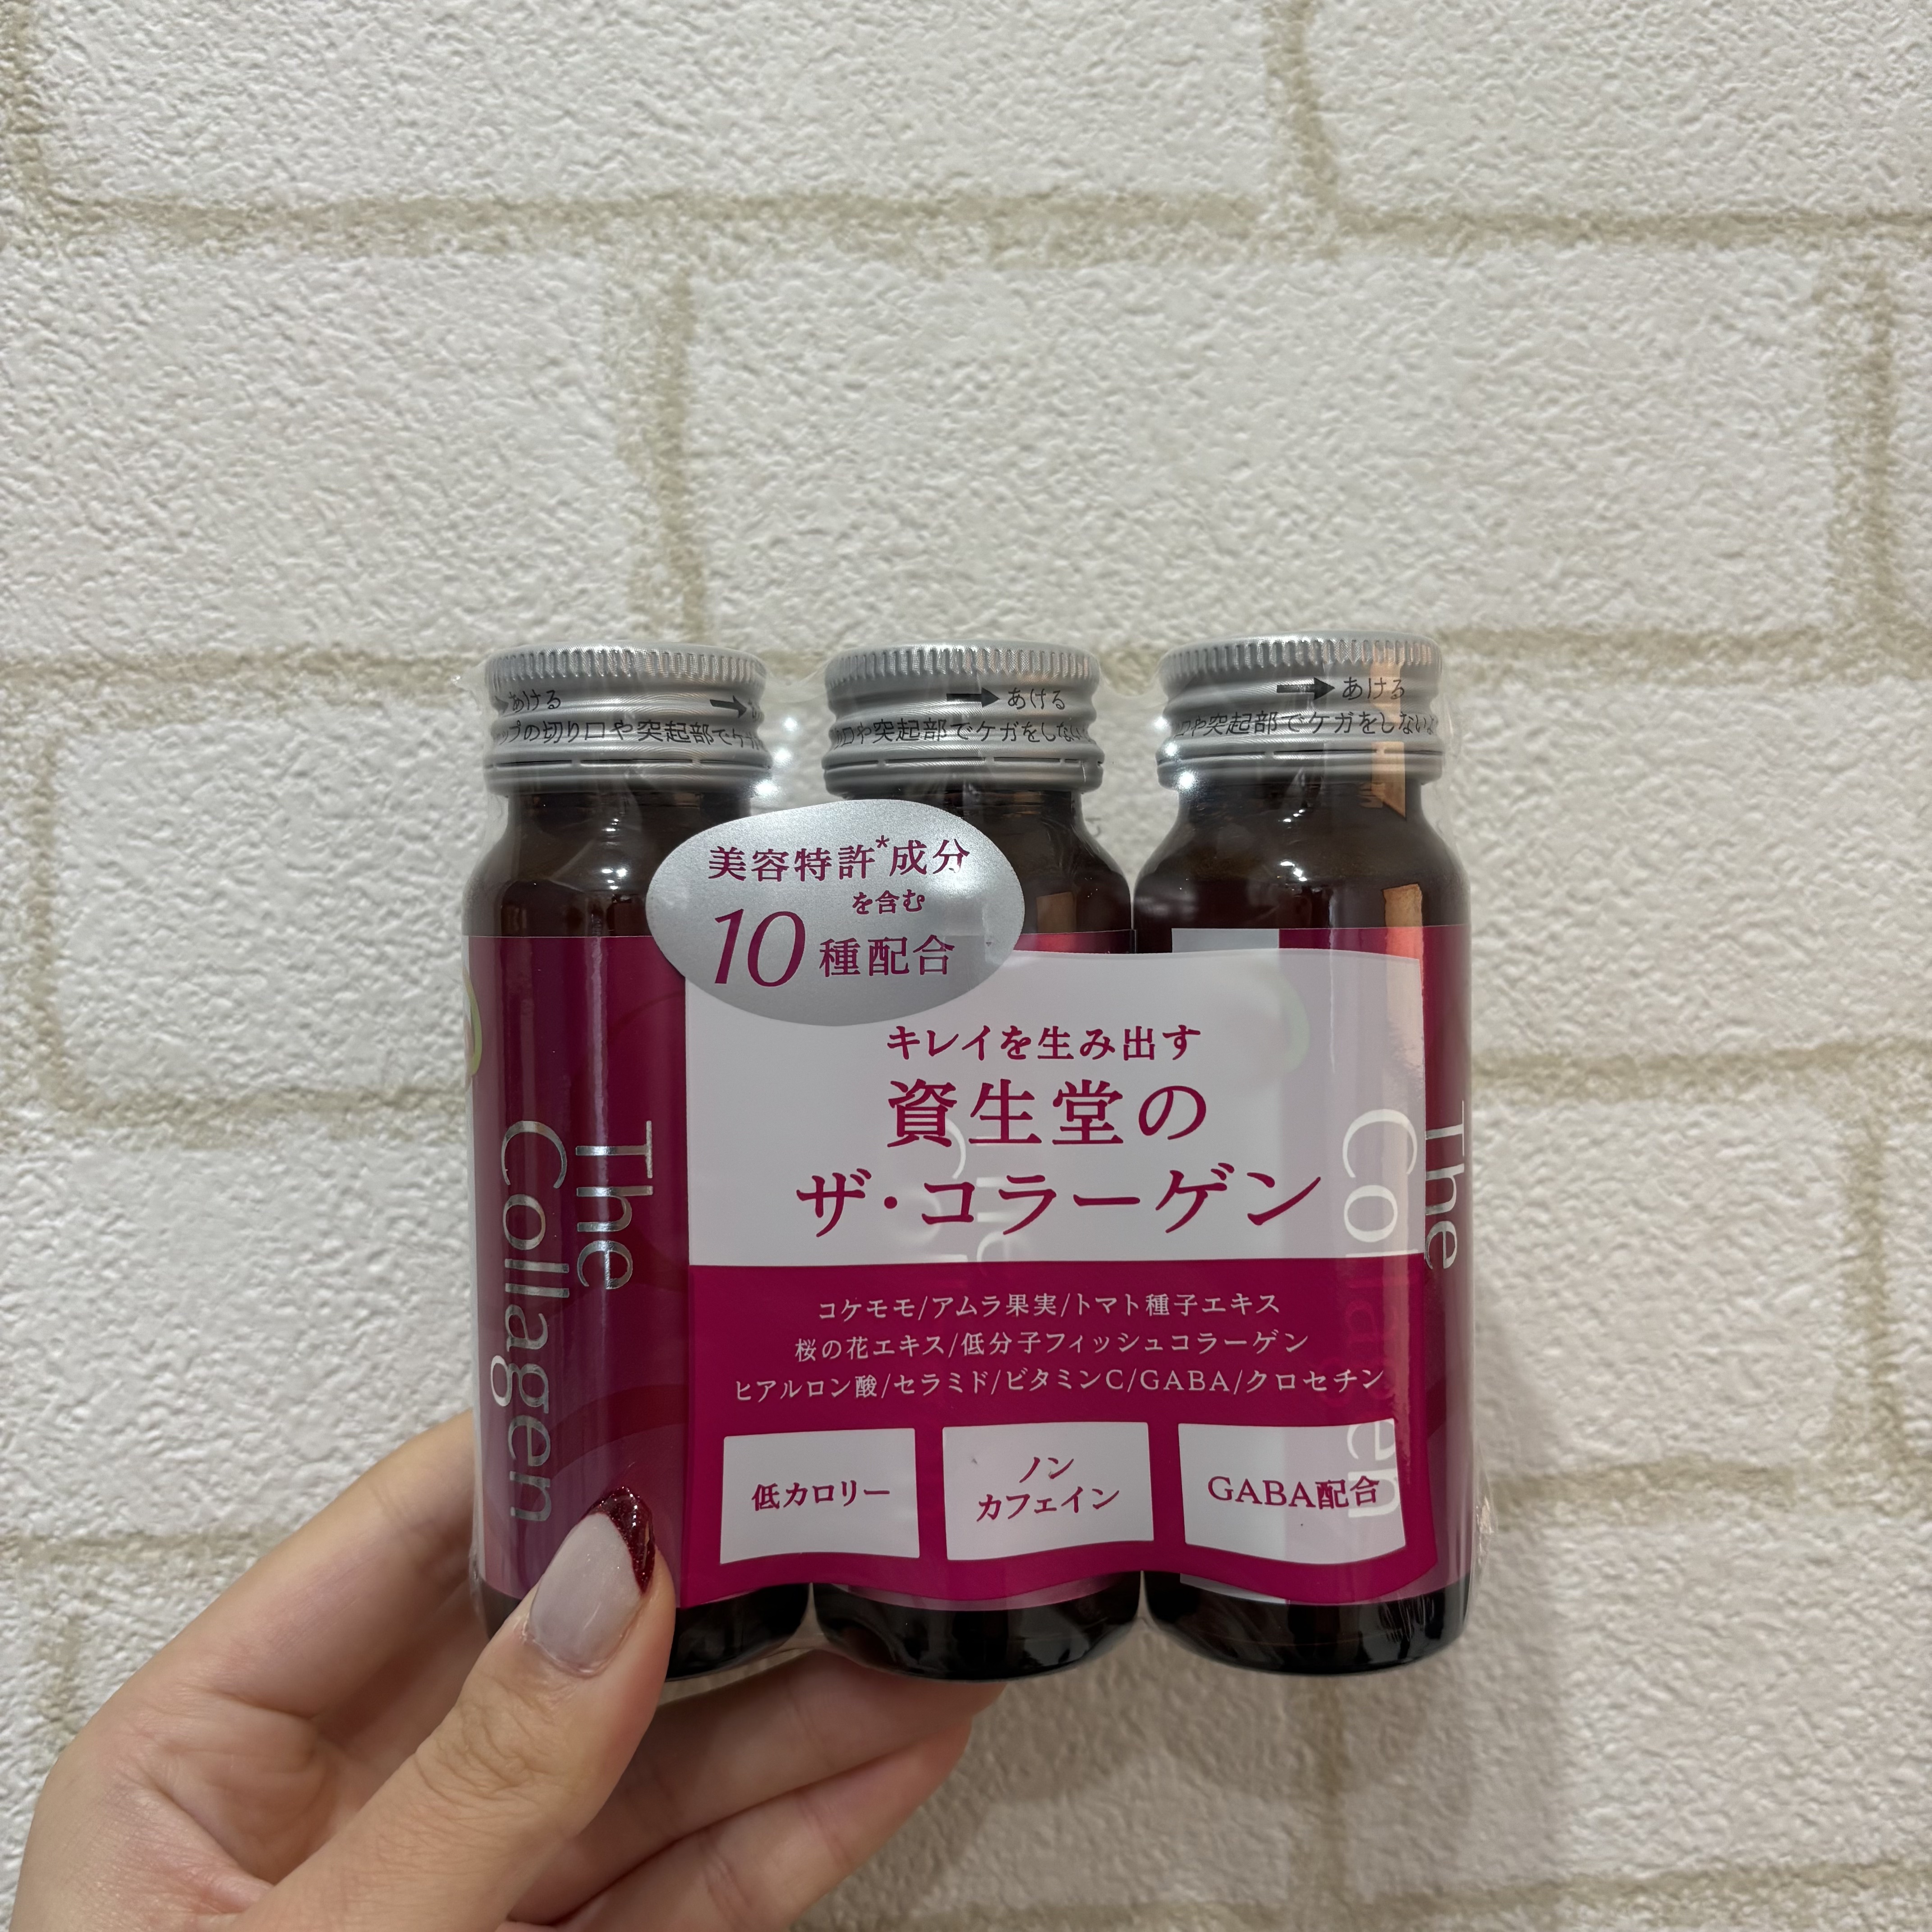 あける
プの切り口や突起部でケガ
あける
口や突起部でケガをしない
あける
口や突起部でケガをしないよ
美容特許*成分
を含む
10種配合
キレイを生み出す
資生堂の
ザ・コラーゲン
コケモモ/アムラ果実/トマト種子エキス
桜の花エキス/低分子フィッシュコラーゲン
ヒアルロン酸/セラミド/ビタミンC/GABA/クロセチン
低カロリー
ノン
カフェイン
GABA配合
The
Collagen
The
Collagen